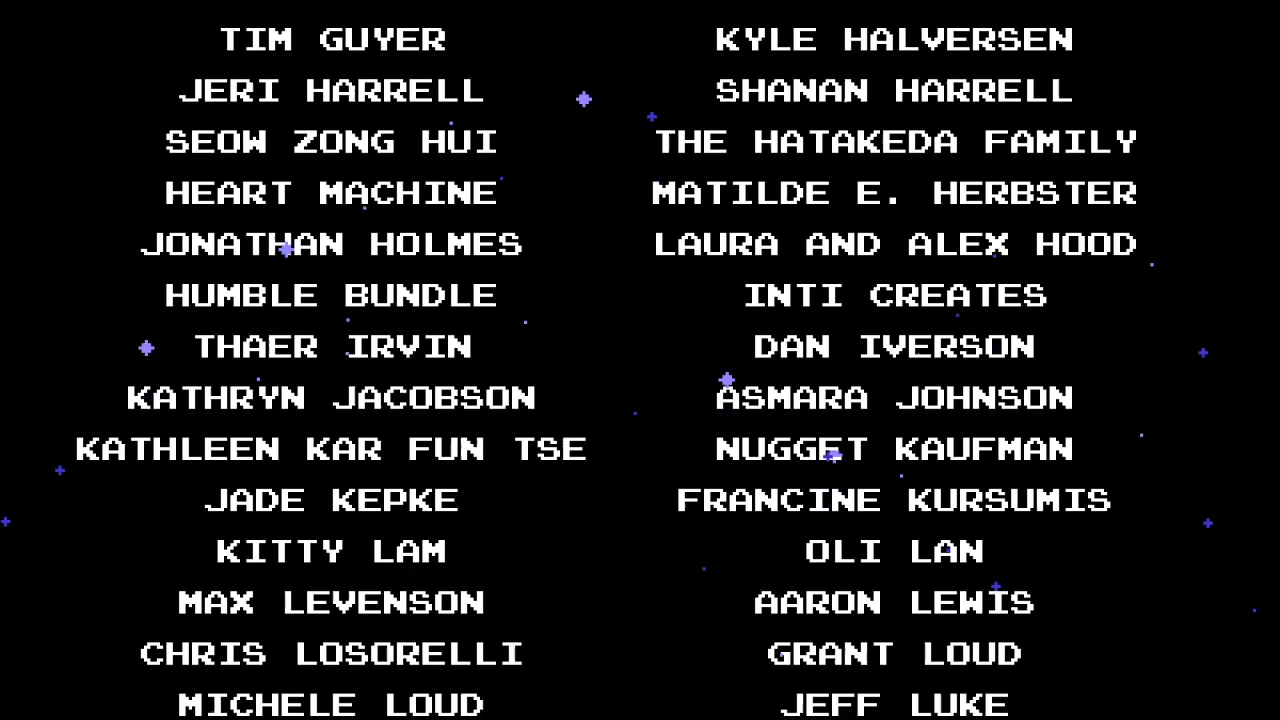 TIM GUYER
KYLE HALVERSEN
JERI HARRELL
SHANAN HARRELL
SEOW ZONG HUI
THE HATAKEDA FAMILY
HEART MACHINE
MATILDE E. HERBSTER
JONATHAN HOLMES
LAURA AND ALEX HOOD
HUMBLE BUNDLE
INTI CREATES
THAER IRVIN
DAN IVERSON
KATHRYN JACOBSON
ASMARA JOHNSON
KATHLEEN KAR FUN TSE
NUGGET KAUFMAN
JADE KEPKE
FRANCINE KURSUMIS
KITTY LAM
OLI LAN
MAX LEVENSON
AARON LEWIS
CHRIS LOSORELLI
GRANT LOUD
MICHELE LOUD
JEFF LUKE